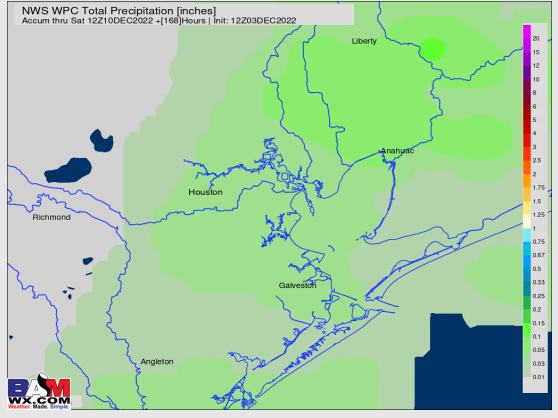 NWS WPC Total Precipitation [inches]
Accum thru Sat 12Z10DEC2022 +[168]Hours | Init: 12Z03DEC2022
Liberty
Anahuac
Houston
Richmond
Galveston
Angleton
20
15
12
10
8
6
5
4
3
2.5
2
1.75
1.5
1.25
1
0.75
0.67
0.5
0.33
0.25
0.2
0.15
0.1
0.05
0.03
0.01
BAM
WX.COM
Weather. Made. Simple.